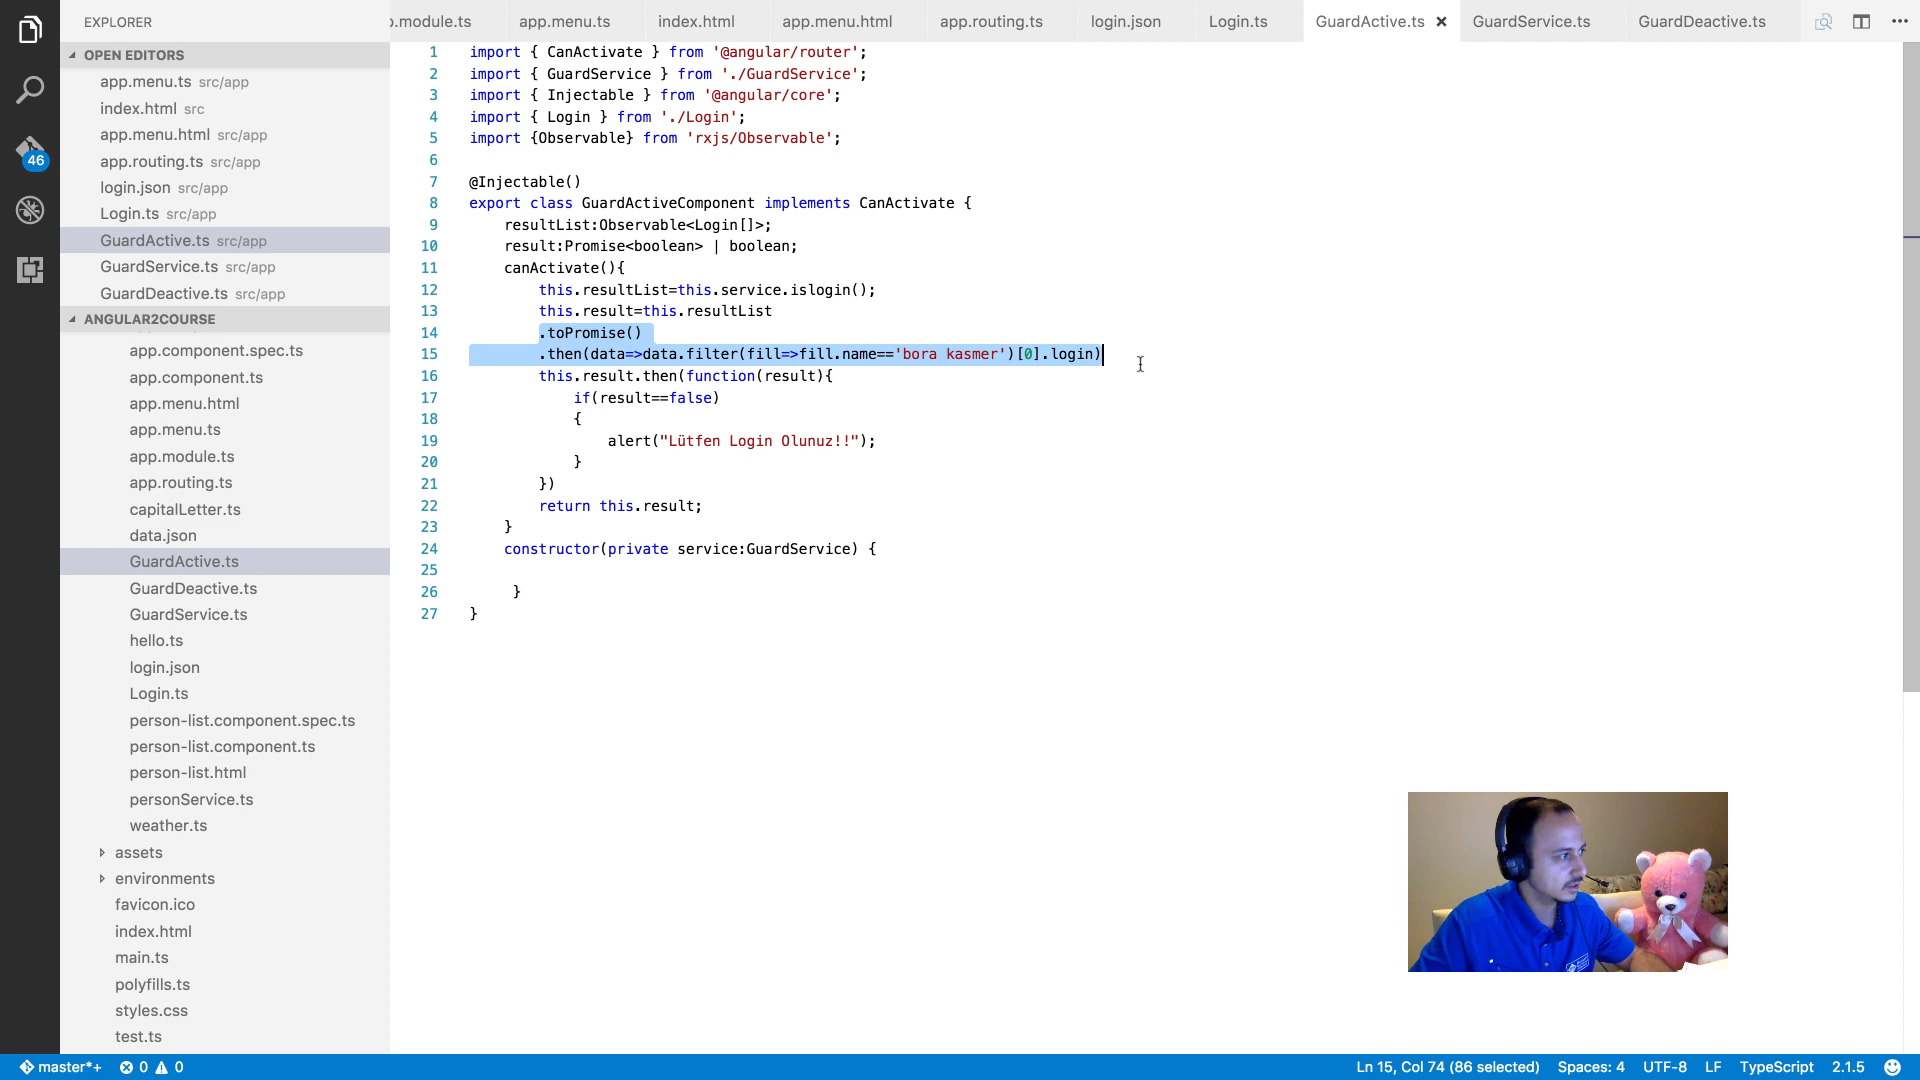 EXPLORER
OPEN EDITORS
app.menu.ts src/app
index.html src
app.menu.html src/app
app.routing.ts src/app
login.json src/app
Login.ts src/app
GuardActive.ts src/app
GuardService.ts src/app
GuardDeactive.ts src/app
ANGULAR2COURSE
app.component.spec.ts
app.component.ts
app.menu.html
app.menu.ts
app.module.ts
app.routing.ts
capitalLetter.ts
data.json
GuardActive.ts
GuardDeactive.ts
GuardService.ts
hello.ts
login.json
Login.ts
person-list.component.spec.ts
person-list.component.ts
person-list.html
personService.ts
weather.ts
assets
environments
favicon.ico
index.html
main.ts
polyfills.ts
styles.css
test.ts
46
.module.ts app.menu.ts index.html app.menu.html app.routing.ts login.json Login.ts GuardActive.ts GuardService.ts GuardDeactive.ts
1 import { CanActivate } from '@angular/router';
2 import { GuardService } from './GuardService';
3 import { Injectable } from '@angular/core';
4 import { Login } from './Login';
5 import {Observable} from 'rxjs/Observable';
6
7 @Injectable()
8 export class GuardActiveComponent implements CanActivate {
9 resultList:Observable<Login[]>;
10 result:Promise<boolean> | boolean;
11 canActivate(){
12 this.resultList=this.service.islogin();
13 this.result=this.resultList
14 .toPromise()
15 .then(data=>data.filter(fill=>fill.name=='bora kasmer')[0].login)
16 this.result.then(function(result){
17 if(result==false)
18 {
19 alert("Lütfen Login Olunuz!!");
20 }
21 })
22 return this.result;
23 }
24 constructor(private service:GuardService) {
25
26 }
27 }
master*+ 0 0 Ln 15, Col 74 (86 selected) Spaces: 4 UTF-8 LF TypeScript 2.1.5